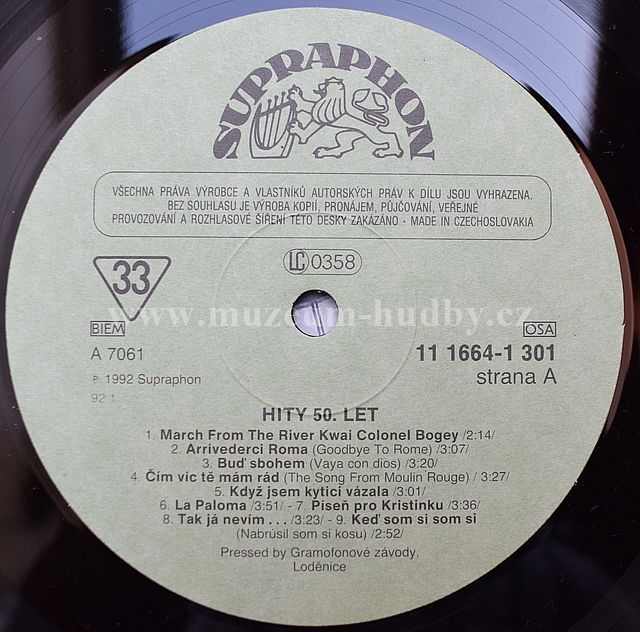 SUPRAPHON
VŠECHNA PRÁVA VÝROBCE A VLASTNÍKŮ AUTORSKÝCH PRÁV K DÍLU JSOU VYHRAZENA.
BEZ SOUHLASU JE VÝROBA KOPIÍ, PRONÁJEM, PŮJČOVÁNÍ, VEŘEJNÉ
PROVOZOVÁNÍ A ROZHLASOVÉ ŠÍŘENÍ TÉTO DESKY ZAKÁZÁNO · MADE IN CZECHOSLOVAKIA
LC 0358
33
www.muzeum-hudby.cz
BIEM OSA
A 7061 11 1664-1 301
℗ 1992 Supraphon strana A
92 1
HITY 50. LET
1. March From The River Kwai Colonel Bogey /2:14/
2. Arrivederci Roma (Goodbye To Rome) /3:07/
3. Buď sbohem (Vaya con dios) /3:20/
4. Čím víc tě mám rád (The Song From Moulin Rouge) / 3:27/
5. Když jsem kytici vázala /3:01/
6. La Paloma /3:51/ - 7. Píseň pro Kristinku /3:36/
8. Tak já nevím . . . /3:23/ - 9. Keď som si som si
(Nabrúsil som si kosu) /2:52/
Pressed by Gramofonové závody,
Loděnice